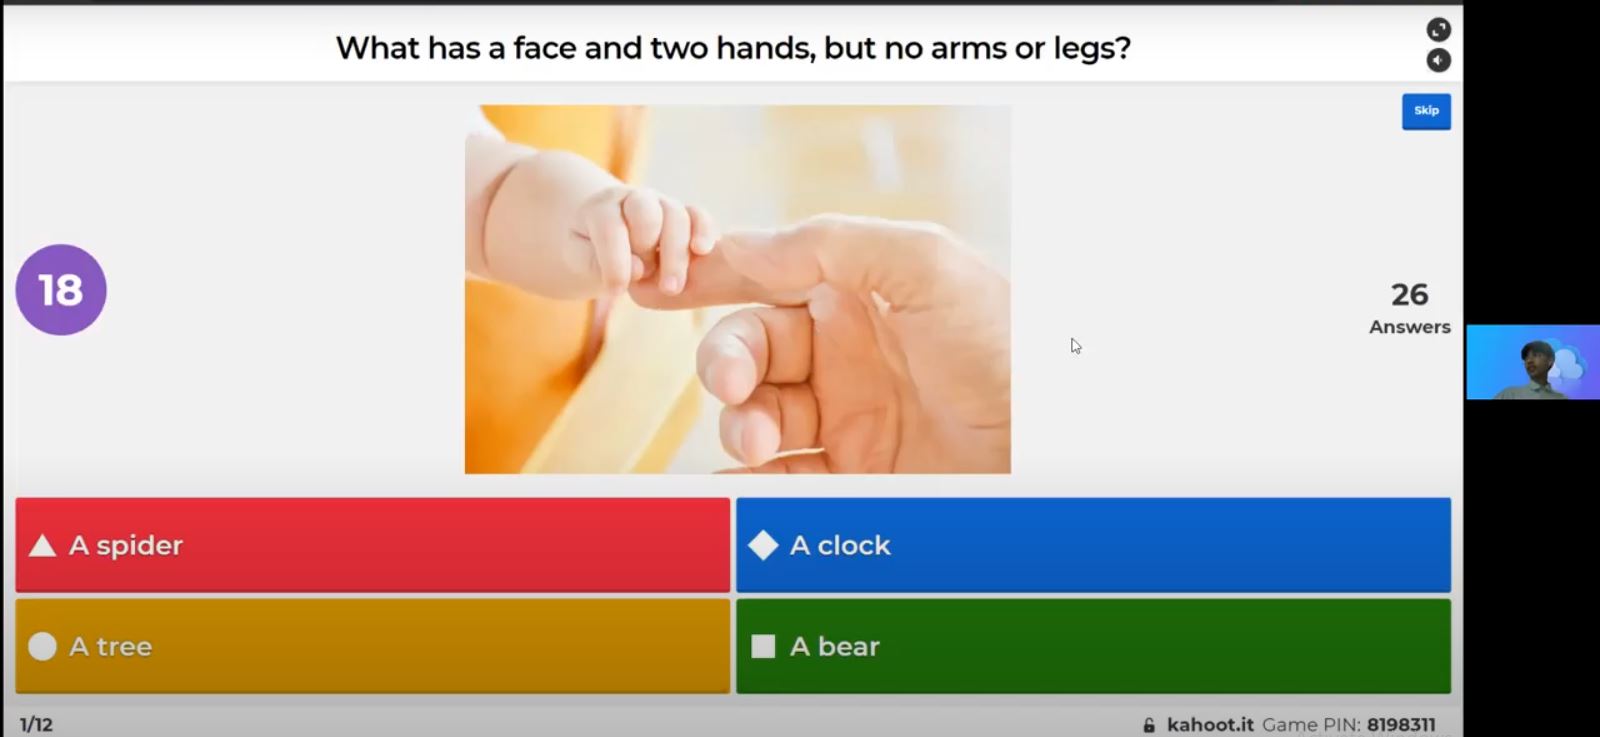 What has a face and two hands, but no arms or legs?
Skip
18
26
Answers
A spider
A clock
A tree
A bear
1/12
kahoot.it Game PIN: 8198311